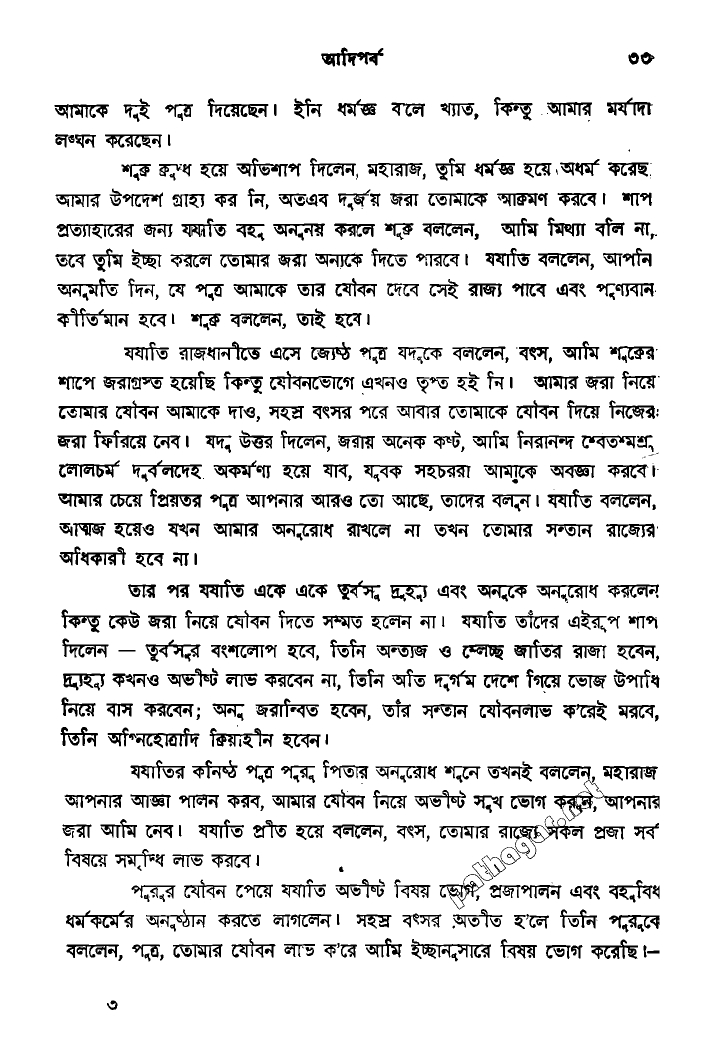 আদিপর্ব ৩৩
আমাকে দুই পুত্র দিয়েছেন। ইনি ধর্মজ্ঞ ব'লে খ্যাত, কিন্তু আমার মর্যাদা
লঙ্ঘন করেছেন।
শুক্র ক্রুদ্ধ হয়ে অভিশাপ দিলেন, মহারাজ, তুমি ধর্মজ্ঞ হয়ে অধর্ম করেছ
আমার উপদেশ গ্রাহ্য কর নি, অতএব দুর্জয় জরা তোমাকে আক্রমণ করবে। শাপ
প্রত্যাহারের জন্য যযাতি বহু অনুনয় করলে শুক্র বললেন, আমি মিথ্যা বলি না,
তবে তুমি ইচ্ছা করলে তোমার জরা অন্যকে দিতে পারবে। যযাতি বললেন, আপনি
অনুমতি দিন, যে পুত্র আমাকে তার যৌবন দেবে সেই রাজ্য পাবে এবং পুণ্যবান
কীর্তিমান হবে। শুক্র বললেন, তাই হবে।
যযাতি রাজধানীতে এসে জ্যেষ্ঠ পুত্র যদুকে বললেন, বৎস, আমি শুক্রের
শাপে জরাগ্রস্ত হয়েছি কিন্তু যৌবনভোগে এখনও তৃপ্ত হই নি। আমার জরা নিয়ে
তোমার যৌবন আমাকে দাও, সহস্র বৎসর পরে আবার তোমাকে যৌবন দিয়ে নিজের
জরা ফিরিয়ে নেব। যদু উত্তর দিলেন, জরায় অনেক কষ্ট, আমি নিরানন্দ শ্বেতশ্মশ্রু
লোলচর্ম দুর্বলদেহ অকর্মণ্য হয়ে যাব, যুবক সহচররা আমাকে অবজ্ঞা করবে।
আমার চেয়ে প্রিয়তর পুত্র আপনার আরও তো আছে, তাদের বলুন। যযাতি বললেন,
আত্মজ হয়েও যখন আমার অনুরোধ রাখলে না তখন তোমার সন্তান রাজ্যের
অধিকারী হবে না।
তার পর যযাতি একে একে তুর্বসু দ্রুহ্যু এবং অনুকে অনুরোধ করলেন
কিন্তু কেউ জরা নিয়ে যৌবন দিতে সম্মত হলেন না। যযাতি তাঁদের এইরূপ শাপ
দিলেন — তুর্বসুর বংশলোপ হবে, তিনি অন্ত্যজ ও ম্লেচ্ছ জাতির রাজা হবেন,
দ্রুহ্যু কখনও অভীষ্ট লাভ করবেন না, তিনি অতি দুর্গম দেশে গিয়ে ভোজ উপাধি
নিয়ে বাস করবেন; অনু জরান্বিত হবেন, তাঁর সন্তান যৌবনলাভ ক'রেই মরবে,
তিনি অগ্নিহোত্রাদি ক্রিয়াহীন হবেন।
যযাতির কনিষ্ঠ পুত্র পুরু পিতার অনুরোধ শুনে তখনই বললেন, মহারাজ
আপনার আজ্ঞা পালন করব, আমার যৌবন নিয়ে অভীষ্ট সুখ ভোগ করুন, আপনার
জরা আমি নেব। যযাতি প্রীত হয়ে বললেন, বৎস, তোমার রাজ্যে সকল প্রজা সর্ব
বিষয়ে সমৃদ্ধি লাভ করবে।
পুরুর যৌবন পেয়ে যযাতি অভীষ্ট বিষয় ভোগ, প্রজাপালন এবং বহুবিধ
ধর্মকর্মের অনুষ্ঠান করতে লাগলেন। সহস্র বৎসর অতীত হ'লে তিনি পুরুকে
বললেন, পুত্র, তোমার যৌবন লাভ ক'রে আমি ইচ্ছানুসারে বিষয় ভোগ করেছি।—
pathagar.net
৩